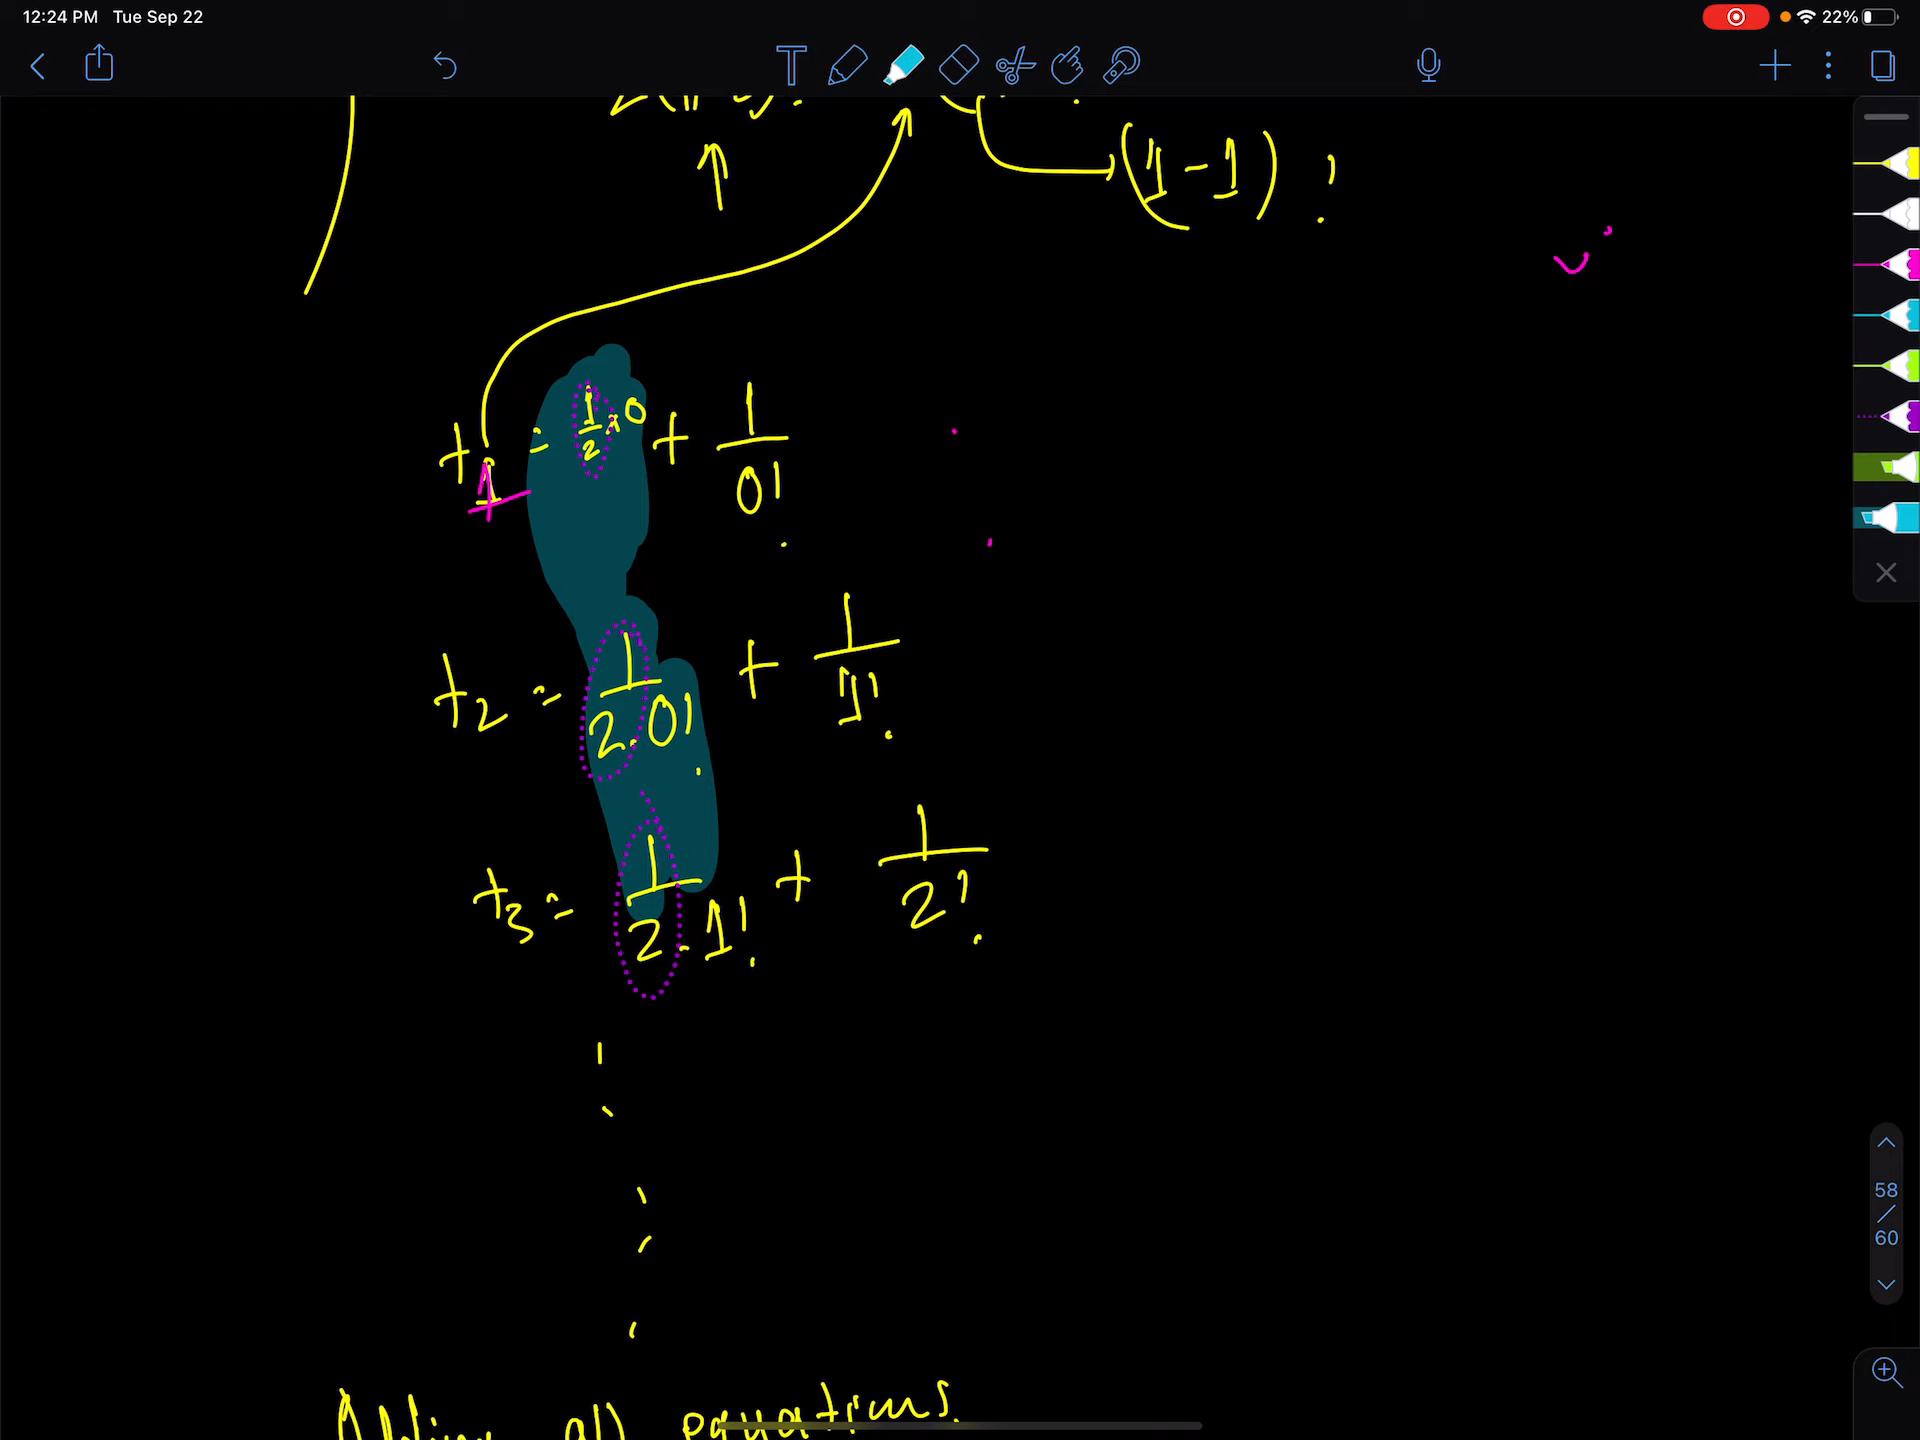 12:24 PM Tue Sep 22
22%
(1-1)!
t1 = 1/2 × 0 + 1/0!
t2 = 1/2.0! + 1/1!
t3 = 1/2.1! + 1/2!
58
/
60
Adding all equations